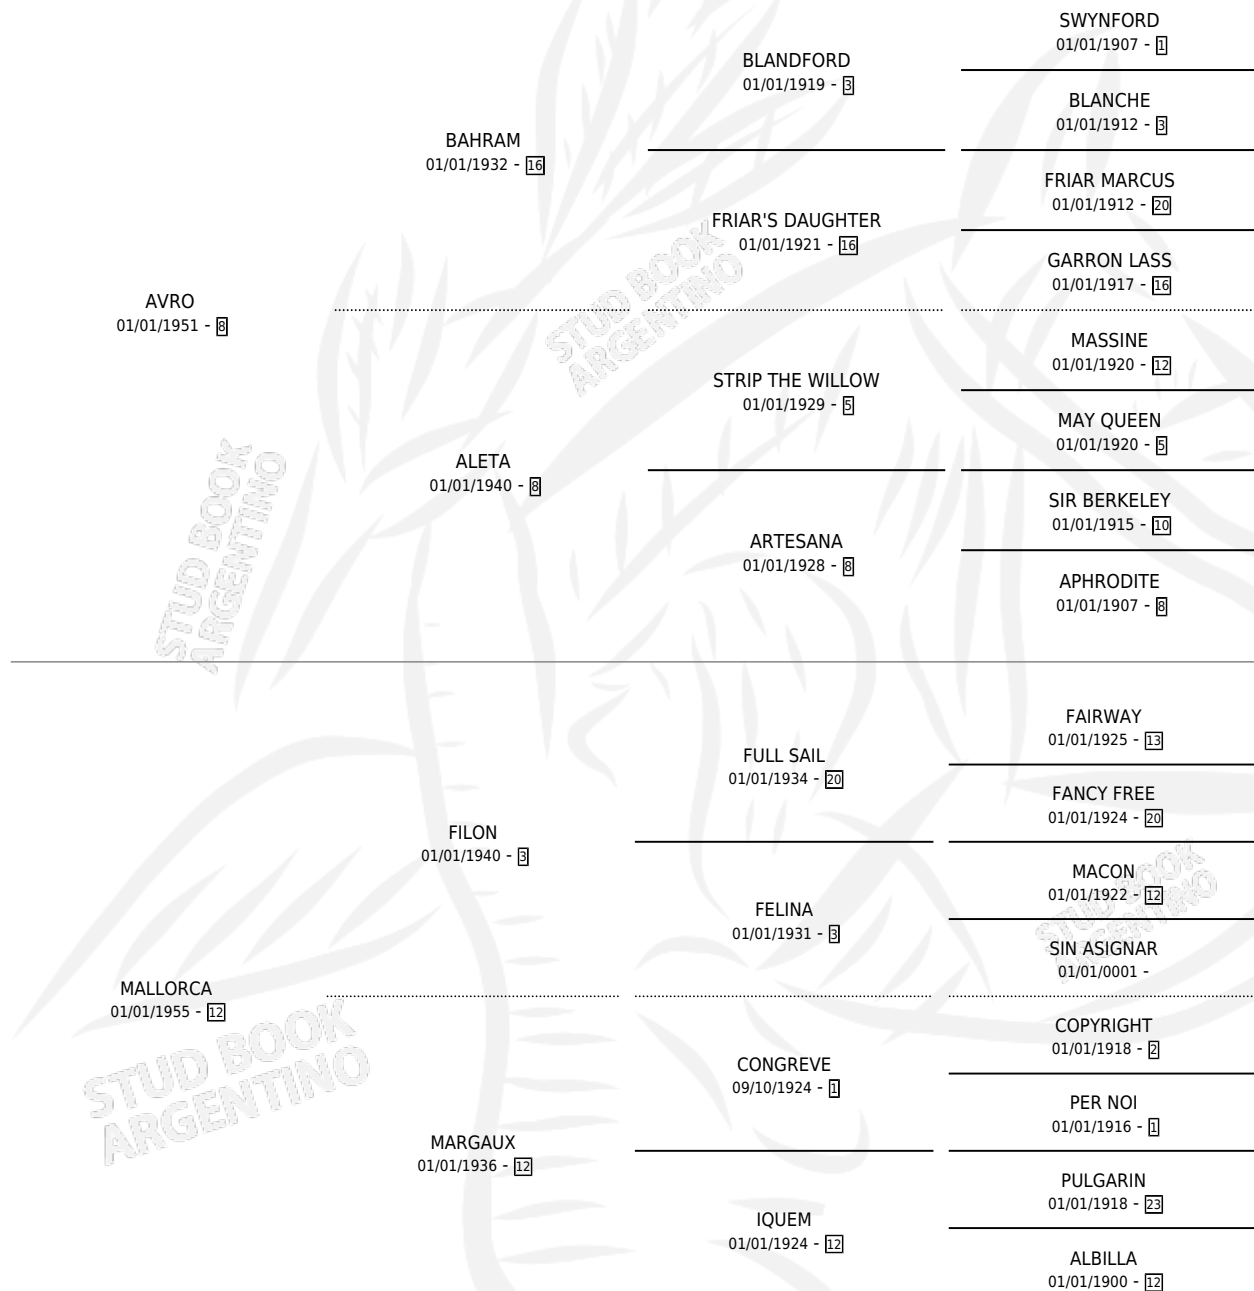 SWYNFORD
01/01/1907 - 1
BLANDFORD
01/01/1919 - 3
BLANCHE
01/01/1912 - 3
BAHRAM
01/01/1932 - 16
FRIAR MARCUS
01/01/1912 - 20
FRIAR'S DAUGHTER
01/01/1921 - 16
GARRON LASS
01/01/1917 - 16
AVRO
01/01/1951 - 8
MASSINE
01/01/1920 - 12
STRIP THE WILLOW
01/01/1929 - 5
MAY QUEEN
01/01/1920 - 5
ALETA
01/01/1940 - 8
SIR BERKELEY
01/01/1915 - 10
ARTESANA
01/01/1928 - 8
APHRODITE
01/01/1907 - 8
FAIRWAY
01/01/1925 - 13
FULL SAIL
01/01/1934 - 20
FANCY FREE
01/01/1924 - 20
FILON
01/01/1940 - 3
MACON
01/01/1922 - 12
FELINA
01/01/1931 - 3
SIN ASIGNAR
01/01/0001 -
MALLORCA
01/01/1955 - 12
COPYRIGHT
01/01/1918 - 2
CONGREVE
09/10/1924 - 1
PER NOI
01/01/1916 - 1
MARGAUX
01/01/1936 - 12
PULGARIN
01/01/1918 - 23
IQUEM
01/01/1924 - 12
ALBILLA
01/01/1900 - 12
STUD BOOK
ARGENTINO
STUD BOOK
ARGENTINO
STUD BOOK
ARGENTINO
STUD BOOK
ARGENTINO